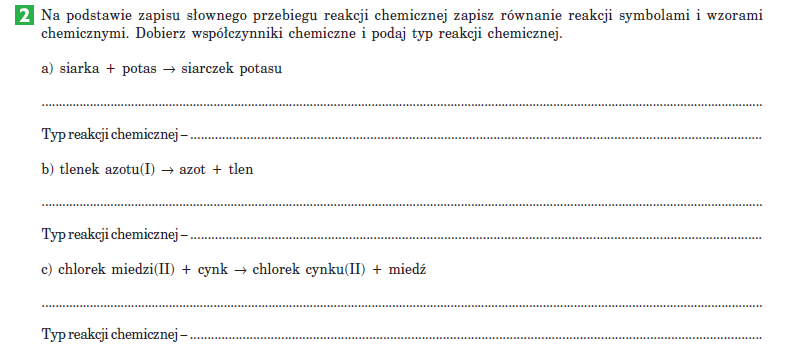 2 Na podstawie zapisu słownego przebiegu reakcji chemicznej zapisz równanie reakcji symbolami i wzorami
chemicznymi. Dobierz współczynniki chemiczne i podaj typ reakcji chemicznej.
a) siarka + potas → siarczek potasu
................................................................................
Typ reakcji chemicznej – ................................................................................
b) tlenek azotu(I) → azot + tlen
................................................................................
Typ reakcji chemicznej – ................................................................................
c) chlorek miedzi(II) + cynk → chlorek cynku(II) + miedź
................................................................................
Typ reakcji chemicznej – ................................................................................